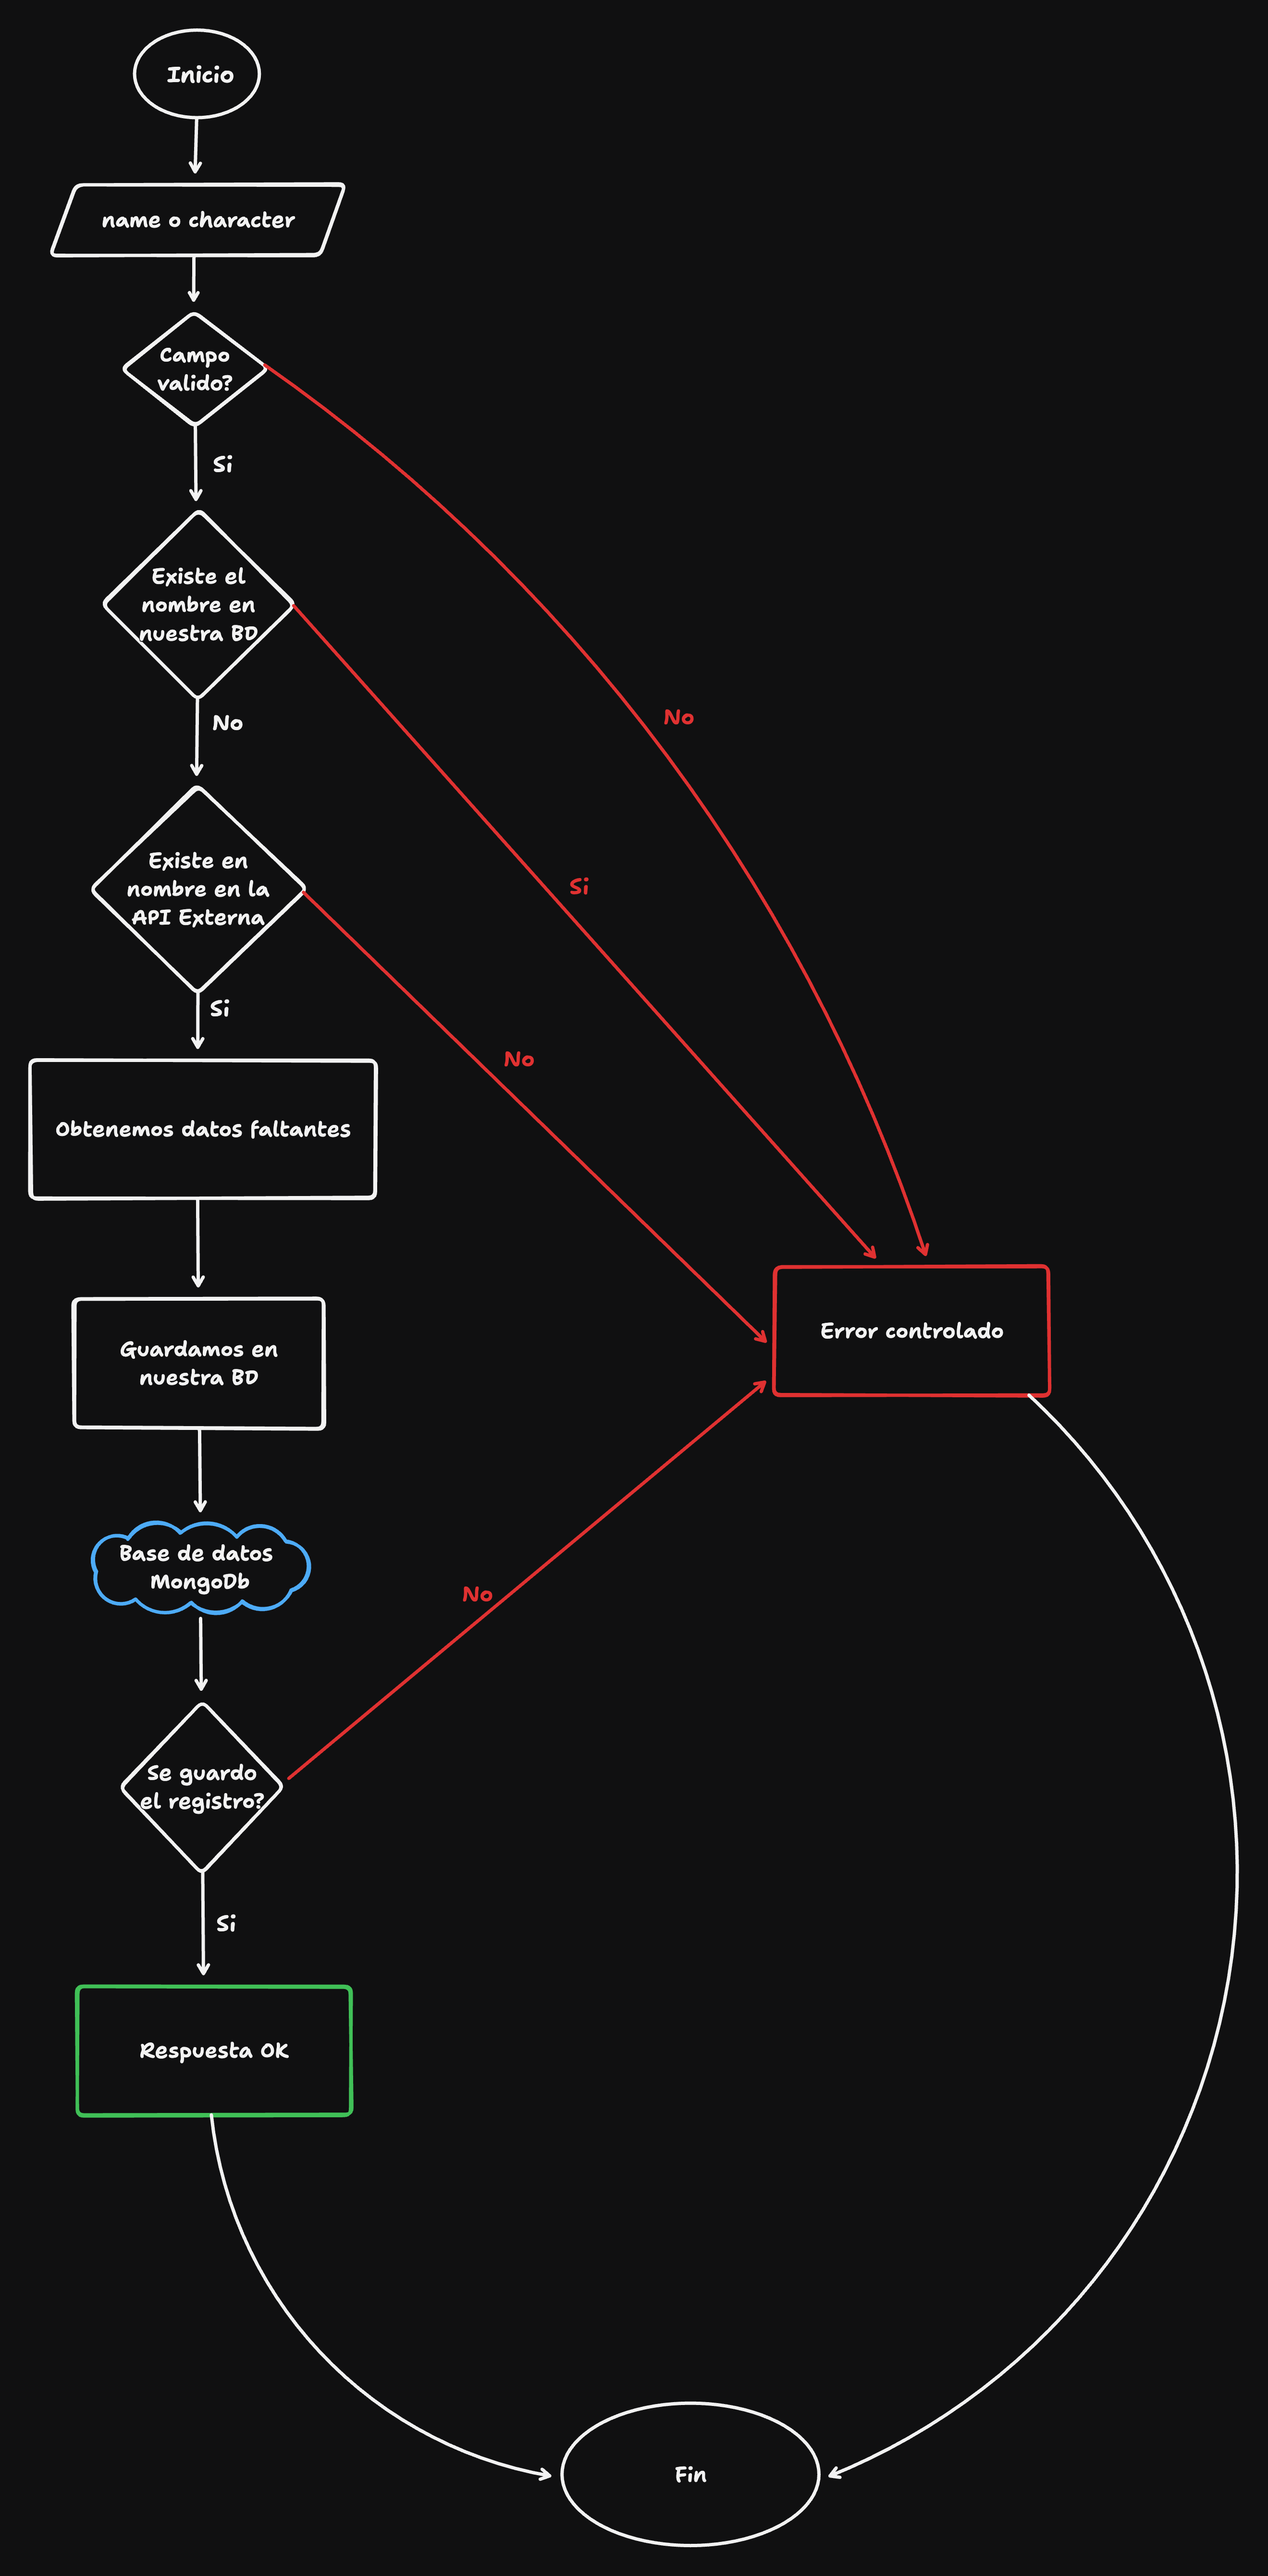 Inicio
name o character
Campo
valido?
Si
Existe el
nombre en
nuestra BD
No
No
Existe en
nombre en la
API Externa
Si
Si
No
Obtenemos datos faltantes
Error controlado
Guardamos en
nuestra BD
Base de datos
MongoDb
No
Se guardo
el registro?
Si
Respuesta OK
Fin